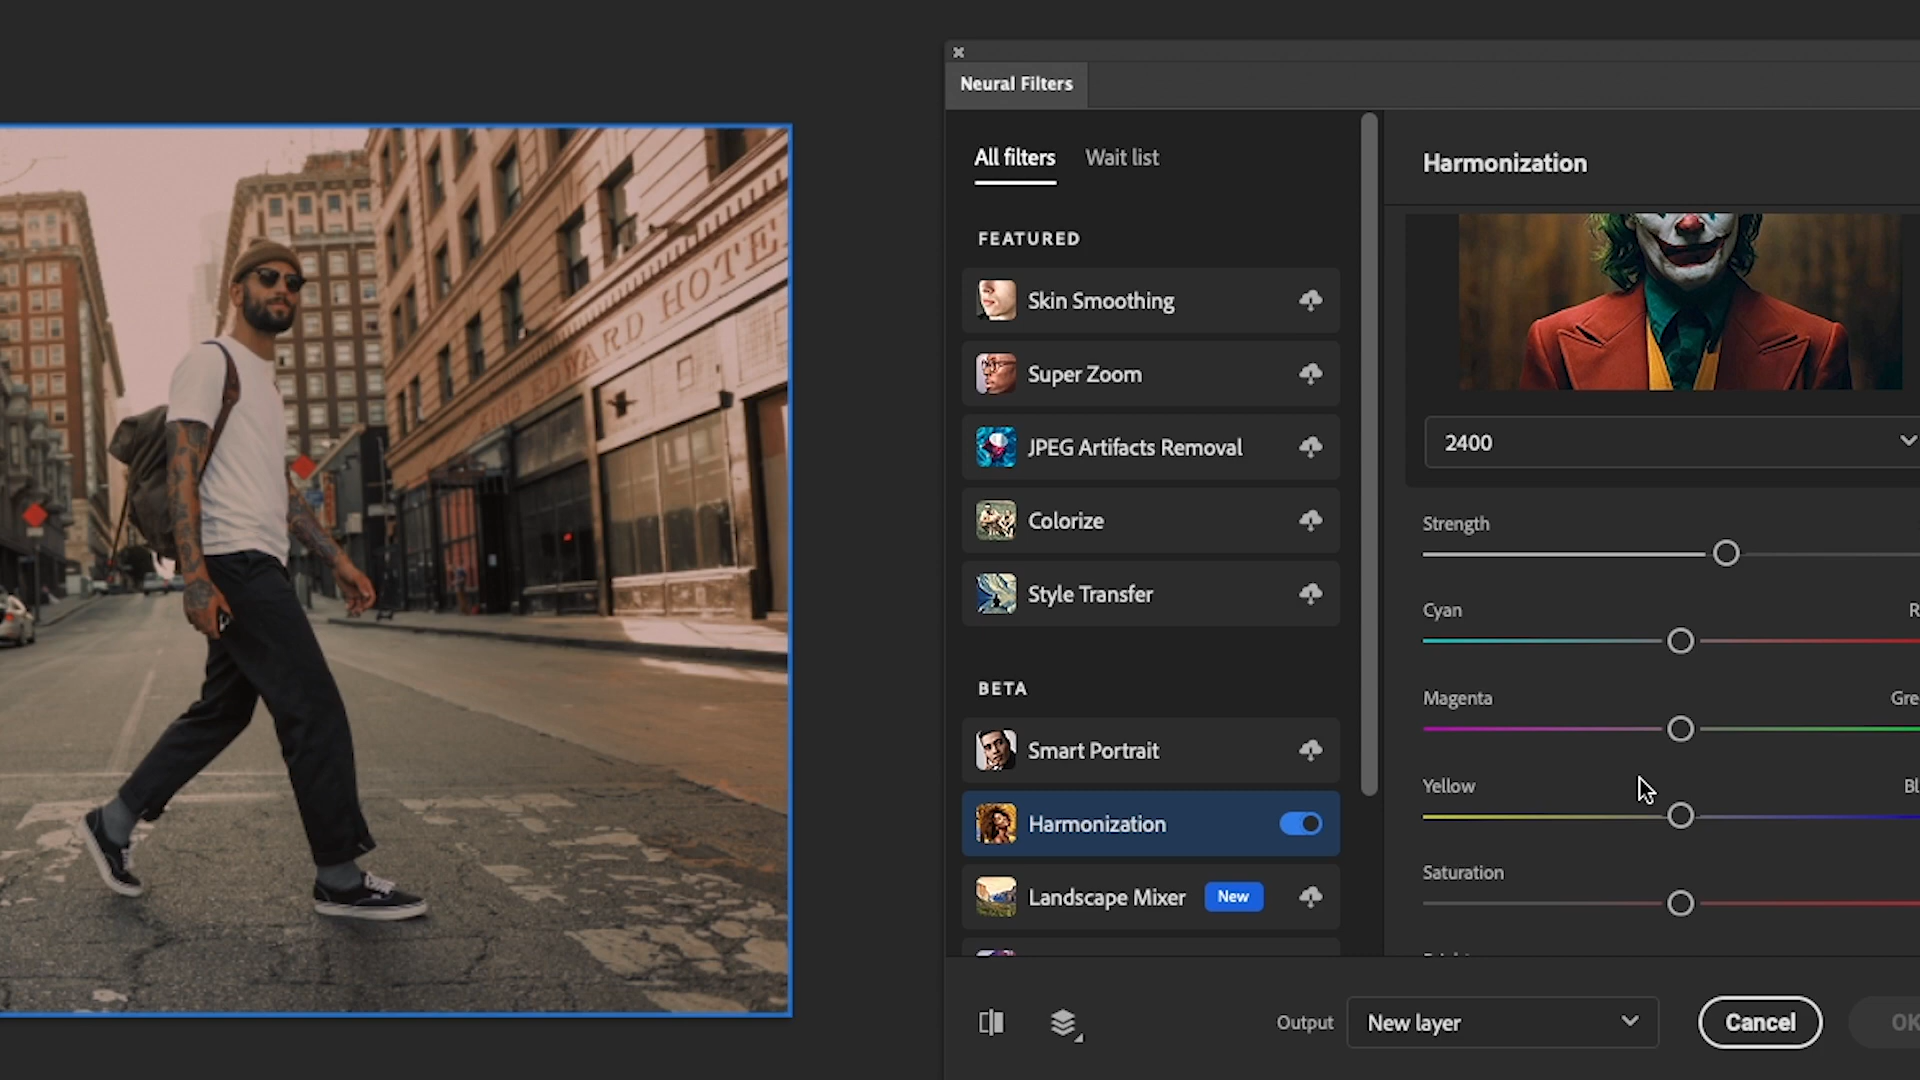 Neural Filters
All filters
Wait list
Harmonization
FEATURED
Skin Smoothing
Super Zoom
JPEG Artifacts Removal
Colorize
Style Transfer
BETA
Smart Portrait
Harmonization
Landscape Mixer
New
2400
Strength
Cyan
R
Magenta
Gre
Yellow
Bl
Saturation
Output
New layer
Cancel
OK
KING EDWARD HOTE